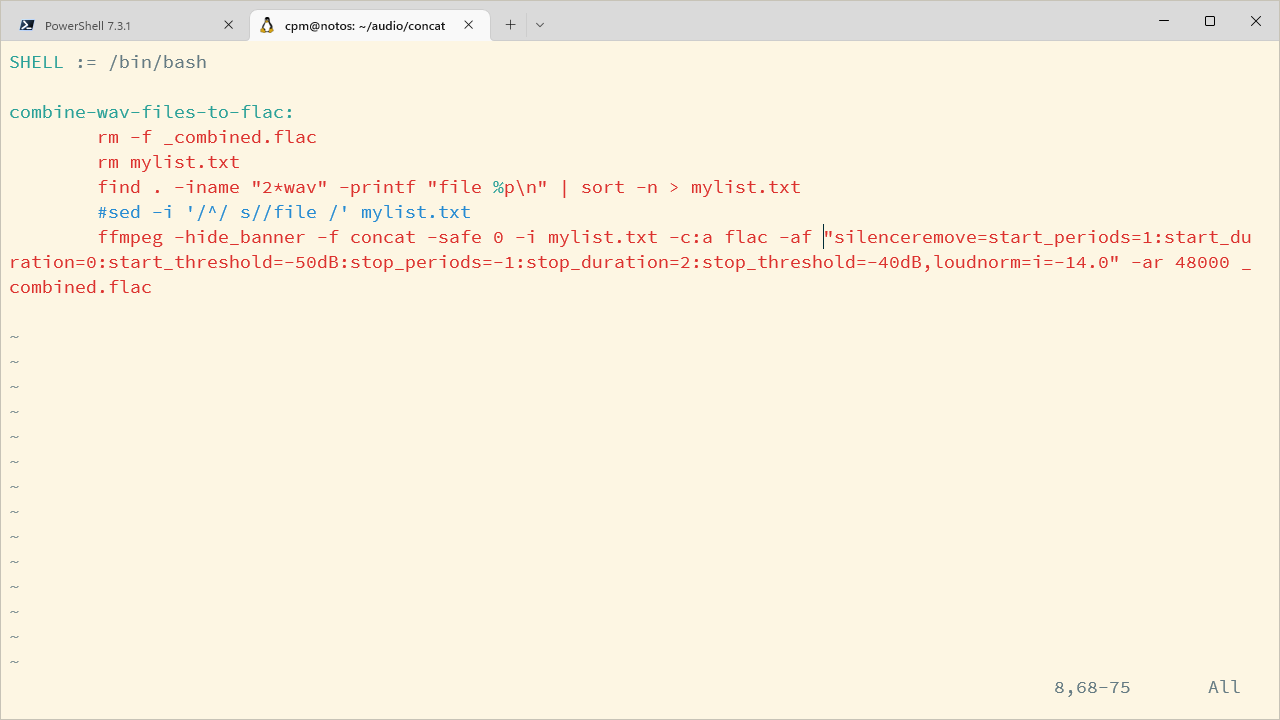 PowerShell 7.3.1
cpm@notos: ~/audio/concat
SHELL := /bin/bash
combine-wav-files-to-flac:
rm -f _combined.flac
rm mylist.txt
find . -iname "2*wav" -printf "file %p\n" | sort -n > mylist.txt
#sed -i '/^/ s//file /' mylist.txt
ffmpeg -hide_banner -f concat -safe 0 -i mylist.txt -c:a flac -af "silenceremove=start_periods=1:start_du
ration=0:start_threshold=-50dB:stop_periods=-1:stop_duration=2:stop_threshold=-40dB,loudnorm=i=-14.0" -ar 48000 _
combined.flac
~
~
~
~
~
~
~
~
~
~
~
~
~
~
8,68-75 All